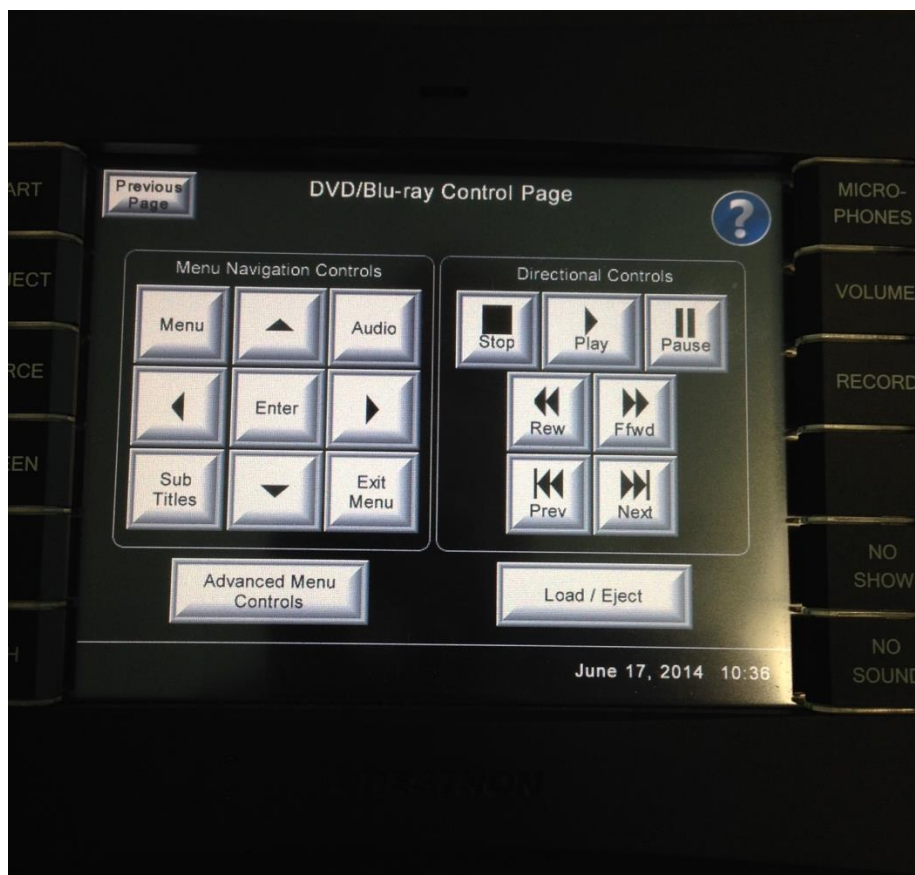 Previous
Page
DVD/Blu-ray Control Page
?
MICRO-
PHONES
VOLUME
RECORD
NO
SHOW
NO
SOUND
Menu Navigation Controls
Menu
Audio
Enter
Sub
Titles
Exit
Menu
Directional Controls
Stop
Play
Pause
Rew
Ffwd
Prev
Next
Advanced Menu
Controls
Load / Eject
June 17, 2014 10:36